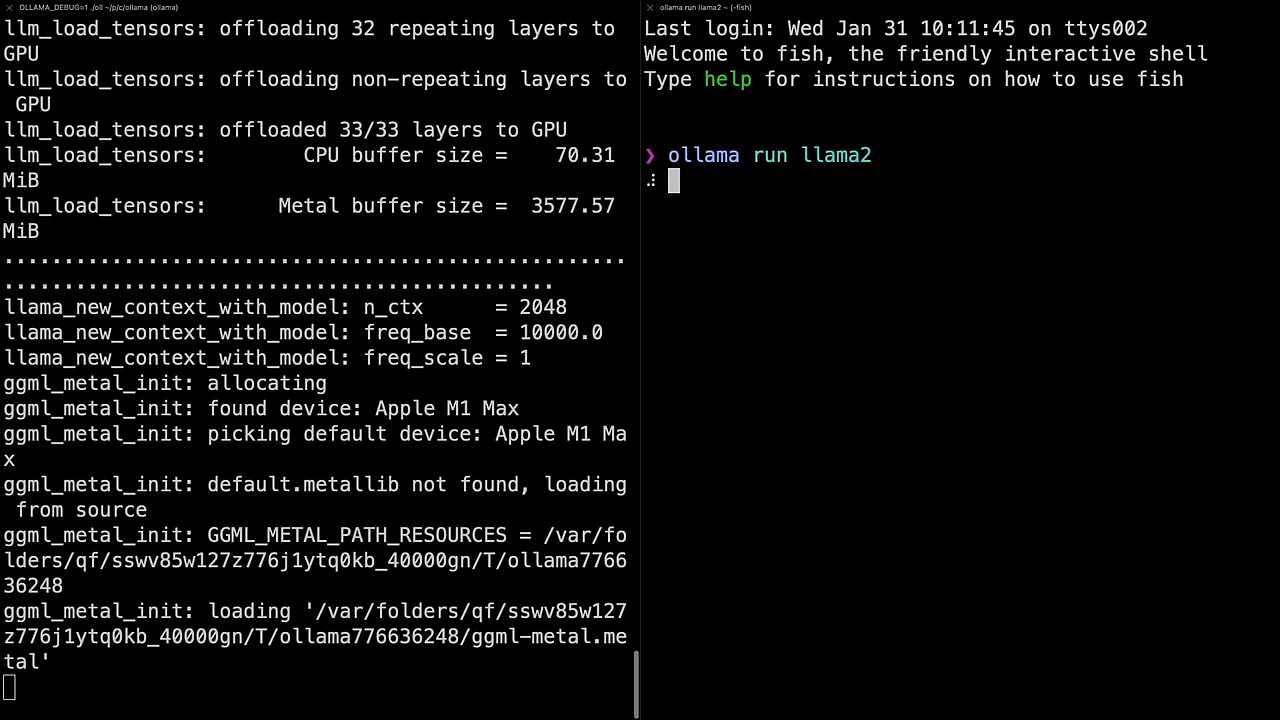 OLLAMA_DEBUG=1 ./oll ~/p/c/ollama (ollama)
llm_load_tensors: offloading 32 repeating layers to
GPU
llm_load_tensors: offloading non-repeating layers to
 GPU
llm_load_tensors: offloaded 33/33 layers to GPU
llm_load_tensors:        CPU buffer size =    70.31
MiB
llm_load_tensors:      Metal buffer size =  3577.57
MiB
....................................................
..............................................
llama_new_context_with_model: n_ctx      = 2048
llama_new_context_with_model: freq_base  = 10000.0
llama_new_context_with_model: freq_scale = 1
ggml_metal_init: allocating
ggml_metal_init: found device: Apple M1 Max
ggml_metal_init: picking default device: Apple M1 Ma
x
ggml_metal_init: default.metallib not found, loading
 from source
ggml_metal_init: GGML_METAL_PATH_RESOURCES = /var/fo
lders/qf/sswv85w127z776j1ytq0kb_40000gn/T/ollama7766
36248
ggml_metal_init: loading '/var/folders/qf/sswv85w127
z776j1ytq0kb_40000gn/T/ollama776636248/ggml-metal.me
tal'
ollama run llama2 ~ (-fish)
Last login: Wed Jan 31 10:11:45 on ttys002
Welcome to fish, the friendly interactive shell
Type help for instructions on how to use fish
❯ ollama run llama2